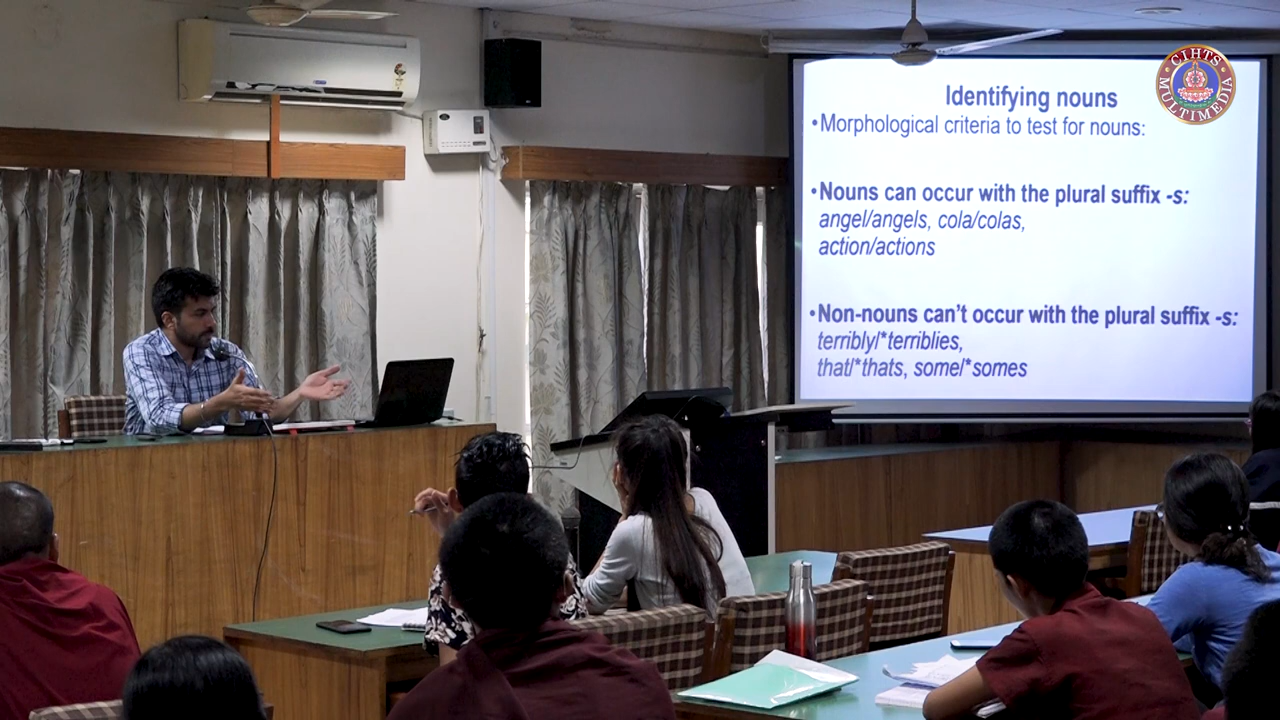 CIHTS
MULTIMEDIA
Identifying nouns
•Morphological criteria to test for nouns:
•Nouns can occur with the plural suffix -s:
angel/angels, cola/colas,
action/actions
•Non-nouns can't occur with the plural suffix -s:
terribly/*terriblies,
that/*thats, some/*somes